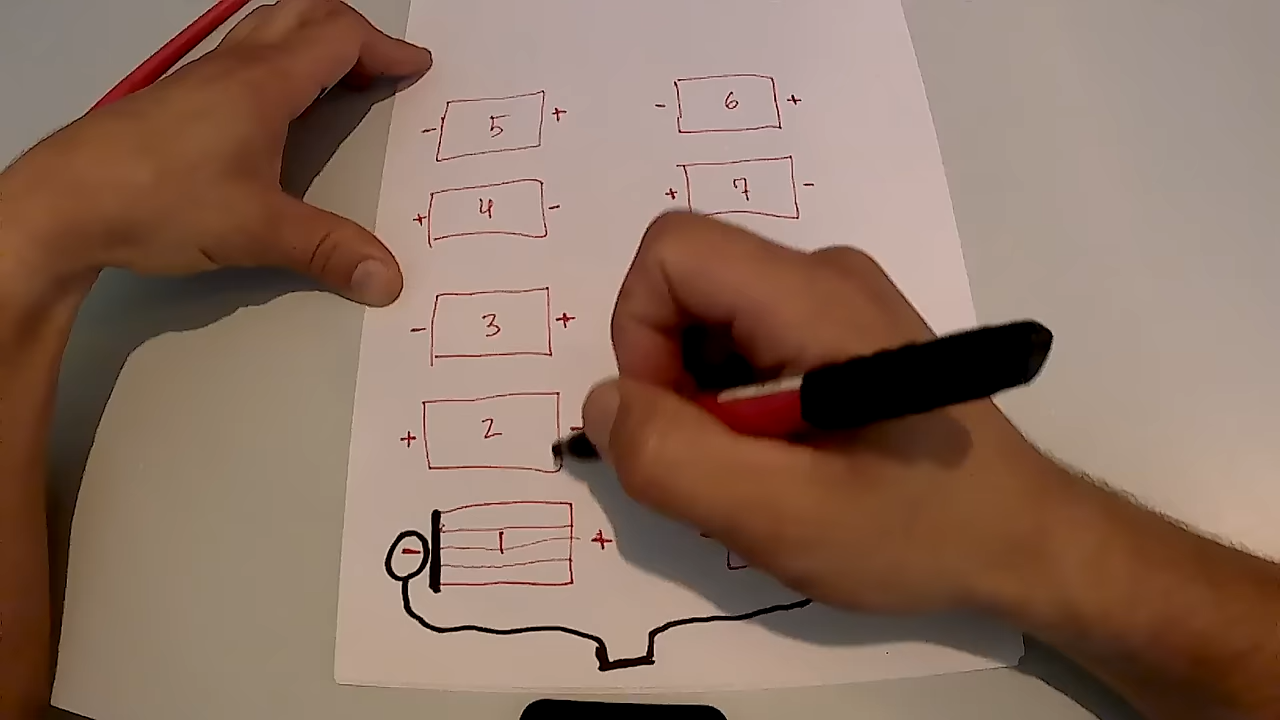 - 5 + - 6 +
+ 4 - + 7 -
- 3 +
+ 2 -
- 1 +